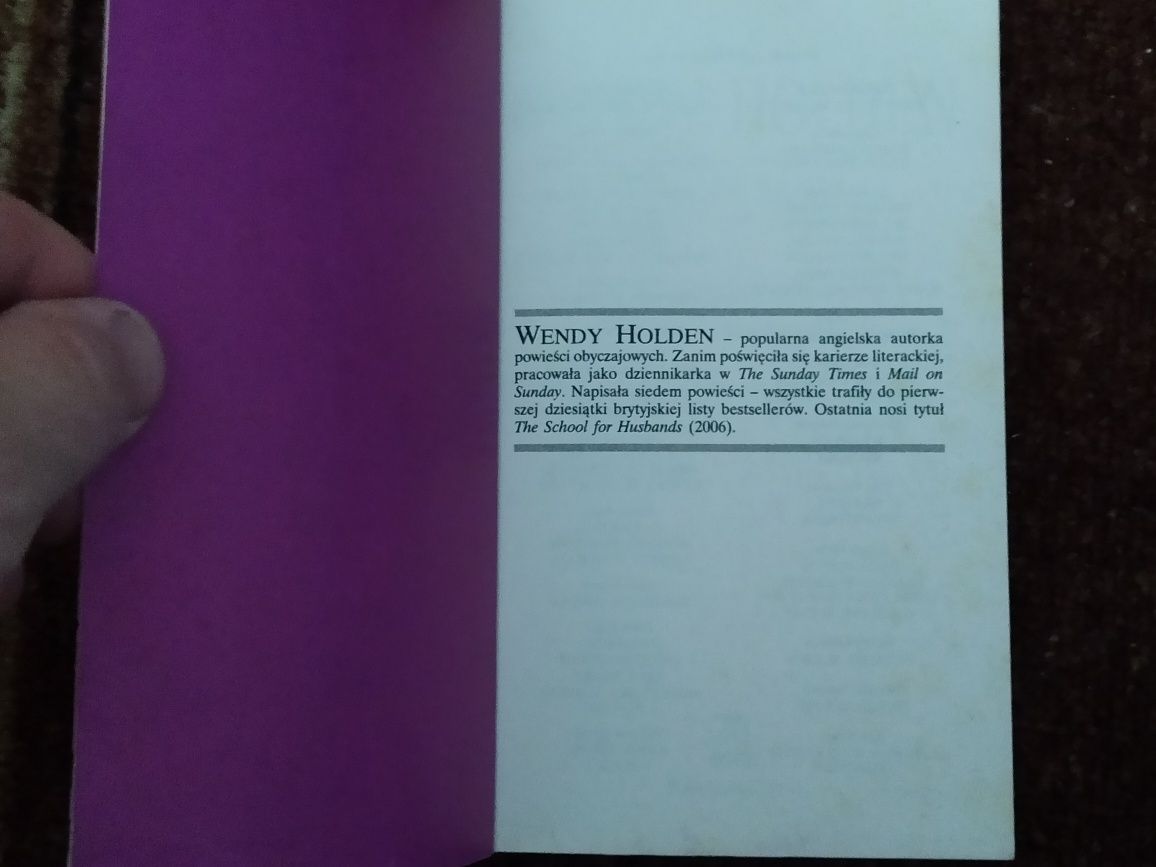 WENDY HOLDEN – popularna angielska autorka
powieści obyczajowych. Zanim poświęciła się karierze literackiej,
pracowała jako dziennikarka w The Sunday Times i Mail on
Sunday. Napisała siedem powieści – wszystkie trafiły do pierw-
szej dziesiątki brytyjskiej listy bestsellerów. Ostatnia nosi tytuł
The School for Husbands (2006).